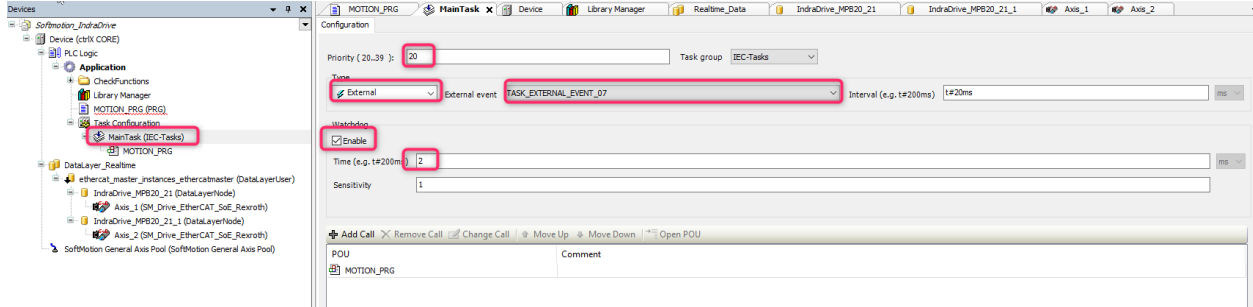 Devices
Softmotion_IndraDrive
Device (ctrlX CORE)
PLC Logic
Application
CheckFunctions
Library Manager
MOTION_PRG (PRG)
Task Configuration
MainTask (IEC-Tasks)
MOTION_PRG
DataLayer_Realtime
ethercat_master_instances_ethercatmaster (DataLayerUser)
IndraDrive_MPB20_21 (DataLayerNode)
Axis_1 (SM_Drive_EtherCAT_SoE_Rexroth)
IndraDrive_MPB20_21_1 (DataLayerNode)
Axis_2 (SM_Drive_EtherCAT_SoE_Rexroth)
SoftMotion General Axis Pool (SoftMotion General Axis Pool)
MOTION_PRG MainTask X Device Library Manager Realtime_Data IndraDrive_MPB20_21 IndraDrive_MPB20_21_1 Axis_1 Axis_2
Configuration
Priority ( 20..39 ): 20 Task group IEC-Tasks
Type
External External event TASK_EXTERNAL_EVENT_07 Interval (e.g. t#200ms) t#20ms ms
Watchdog
Enable
Time (e.g. t#200ms) 2 ms
Sensitivity 1
Add Call Remove Call Change Call Move Up Move Down Open POU
POU Comment
MOTION_PRG